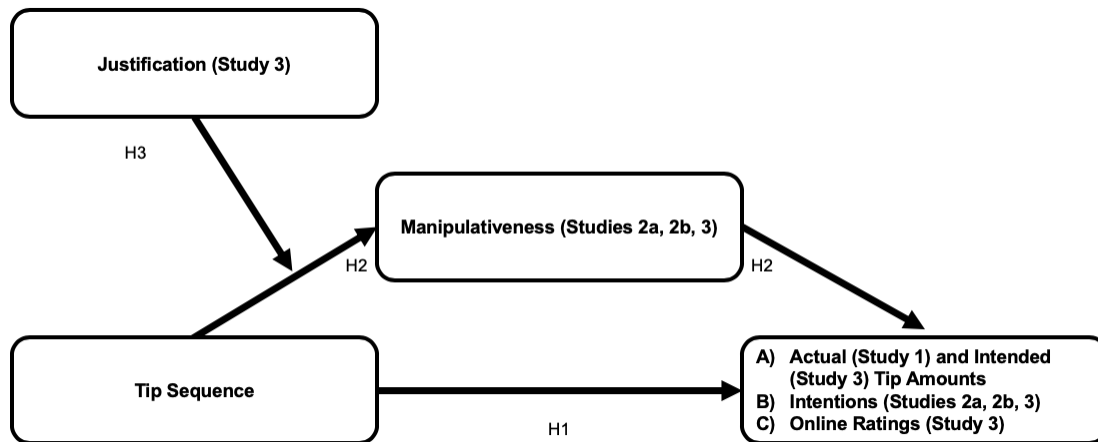 Justification (Study 3)
H3
Manipulativeness (Studies 2a, 2b, 3)
H2
H2
Tip Sequence
A) Actual (Study 1) and Intended
(Study 3) Tip Amounts
B) Intentions (Studies 2a, 2b, 3)
C) Online Ratings (Study 3)
H1